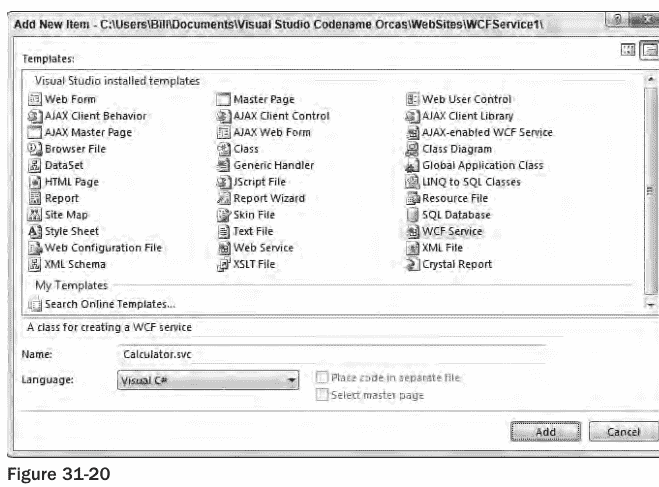 Add New Item - C:\Users\Bill\Documents\Visual Studio Codename Orcas\WebSites\WCFService1\
Templates:
Visual Studio installed templates
Web Form Master Page Web User Control
AJAX Client Behavior AJAX Client Control AJAX Client Library
AJAX Master Page AJAX Web Form AJAX-enabled WCF Service
Browser File Class Class Diagram
DataSet Generic Handler Global Application Class
HTML Page JScript File LINQ to SQL Classes
Report Report Wizard Resource File
Site Map Skin File SQL Database
Style Sheet Text File WCF Service
Web Configuration File Web Service XML File
XML Schema XSLT File Crystal Report
My Templates
Search Online Templates...
A class for creating a WCF service
Name: Calculator.svc
Language: Visual C# Place code in separate file
Select master page
Add Cancel
Figure 31-20